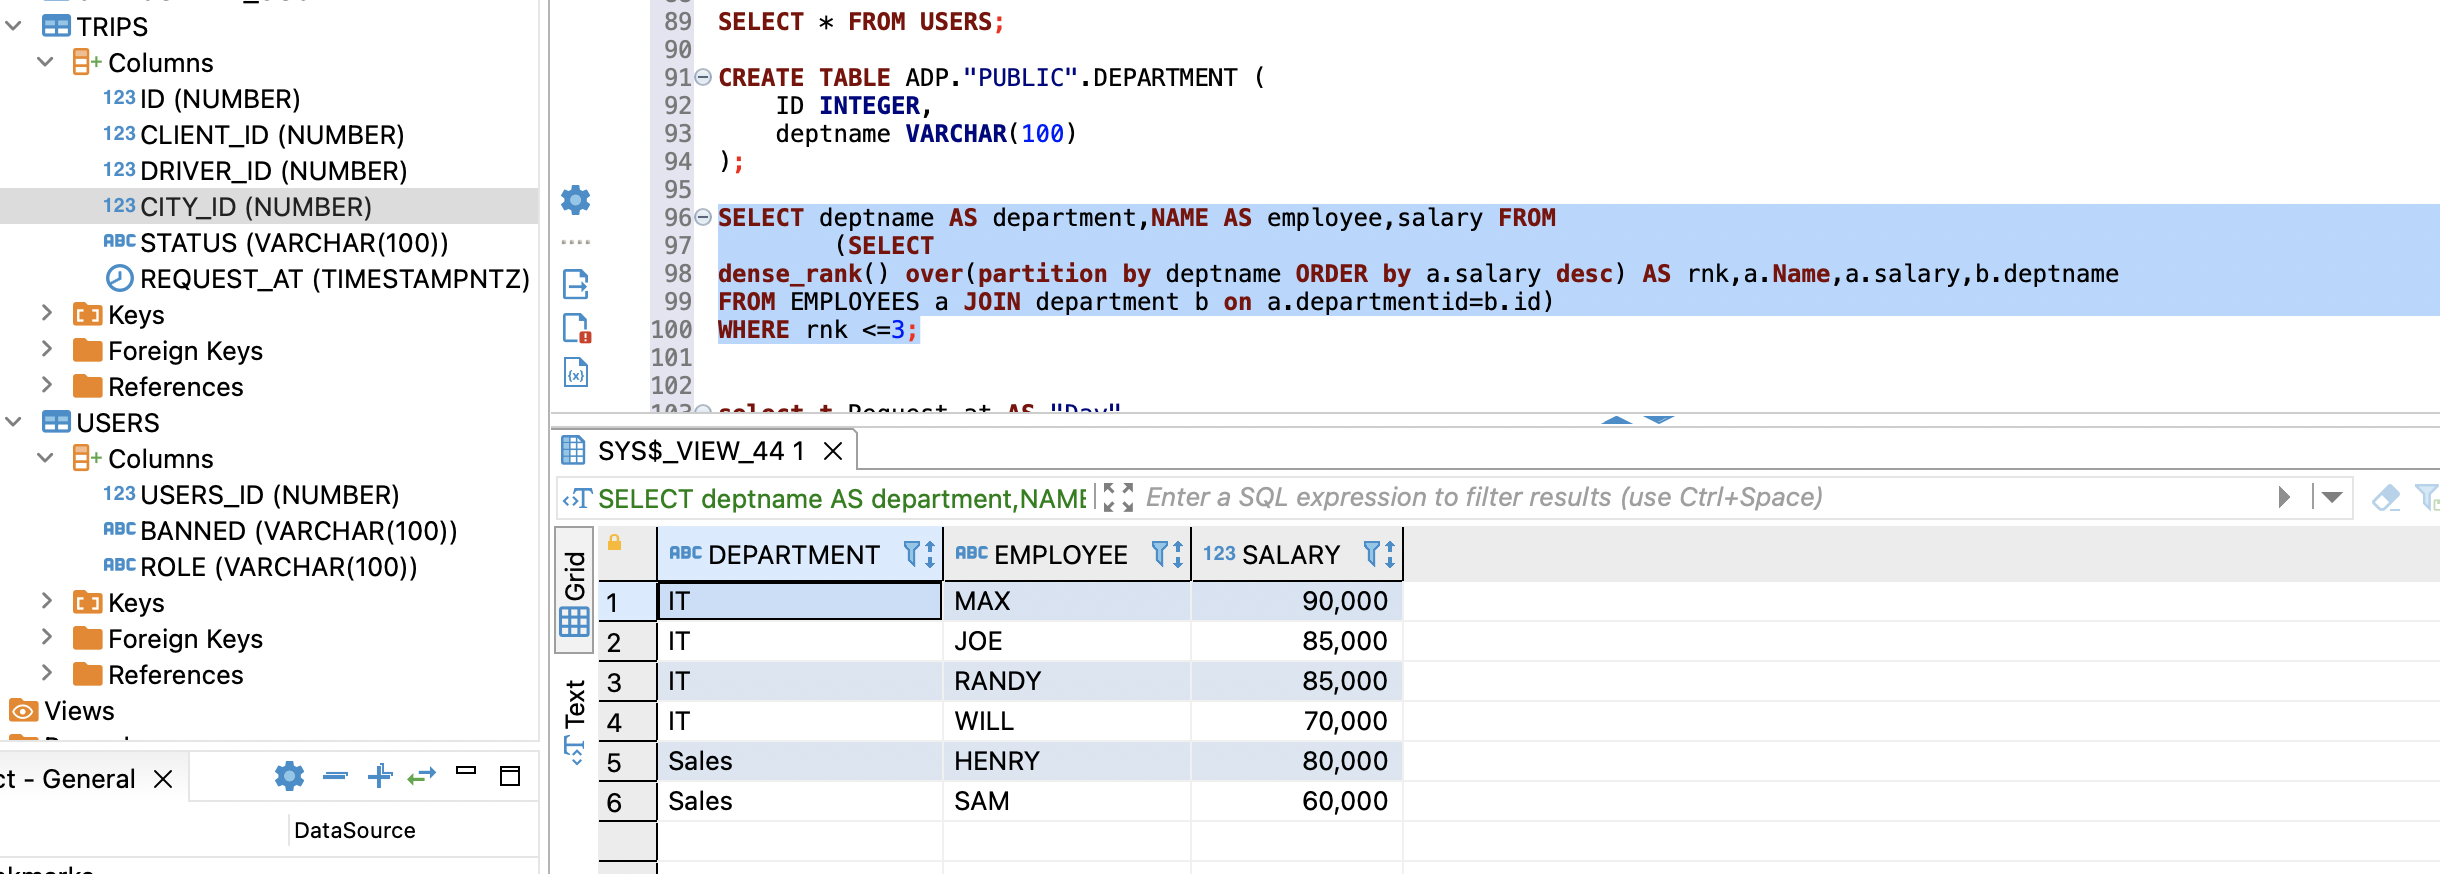 TRIPS
Columns
123 ID (NUMBER)
123 CLIENT_ID (NUMBER)
123 DRIVER_ID (NUMBER)
123 CITY_ID (NUMBER)
ABC STATUS (VARCHAR(100))
REQUEST_AT (TIMESTAMPNTZ)
Keys
Foreign Keys
References
USERS
Columns
123 USERS_ID (NUMBER)
ABC BANNED (VARCHAR(100))
ABC ROLE (VARCHAR(100))
Keys
Foreign Keys
References
Views
ct - General
DataSource
89 SELECT * FROM USERS;
90
91 CREATE TABLE ADP."PUBLIC".DEPARTMENT (
92 ID INTEGER,
93 deptname VARCHAR(100)
94 );
95
96 SELECT deptname AS department,NAME AS employee,salary FROM
97 (SELECT
98 dense_rank() over(partition by deptname ORDER by a.salary desc) AS rnk,a.Name,a.salary,b.deptname
99 FROM EMPLOYEES a JOIN department b on a.departmentid=b.id)
100 WHERE rnk <=3;
101
102
103 select t.Request_at AS "Day"
SYS$_VIEW_44 1
SELECT deptname AS department,NAME Enter a SQL expression to filter results (use Ctrl+Space)
Grid
Text
ABC DEPARTMENT ABC EMPLOYEE 123 SALARY
1 IT MAX 90,000
2 IT JOE 85,000
3 IT RANDY 85,000
4 IT WILL 70,000
5 Sales HENRY 80,000
6 Sales SAM 60,000